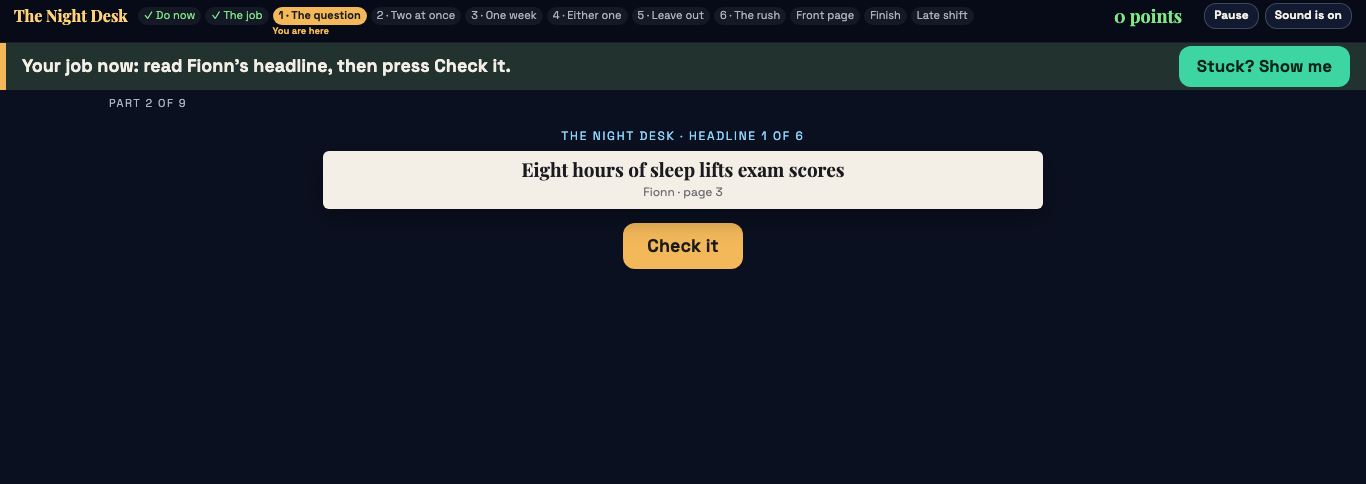 The Night Desk ✓ Do now ✓ The job 1 · The question 2 · Two at once 3 · One week 4 · Either one 5 · Leave out 6 · The rush Front page Finish Late shift 0 points Pause Sound is on
You are here
Your job now: read Fionn’s headline, then press Check it. Stuck? Show me
PART 2 OF 9
THE NIGHT DESK · HEADLINE 1 OF 6
Eight hours of sleep lifts exam scores
Fionn · page 3
Check it